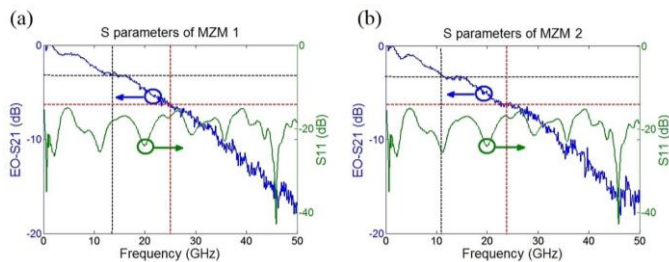 (a)
S parameters of MZM 1
0
-10
-20
EO-S21 (dB)
0
-20
-40
S11 (dB)
0 10 20 30 40 50
Frequency (GHz)
(b)
S parameters of MZM 2
0
-10
-20
EO-S21 (dB)
0
-20
-40
S11 (dB)
0 10 20 30 40 50
Frequency (GHz)